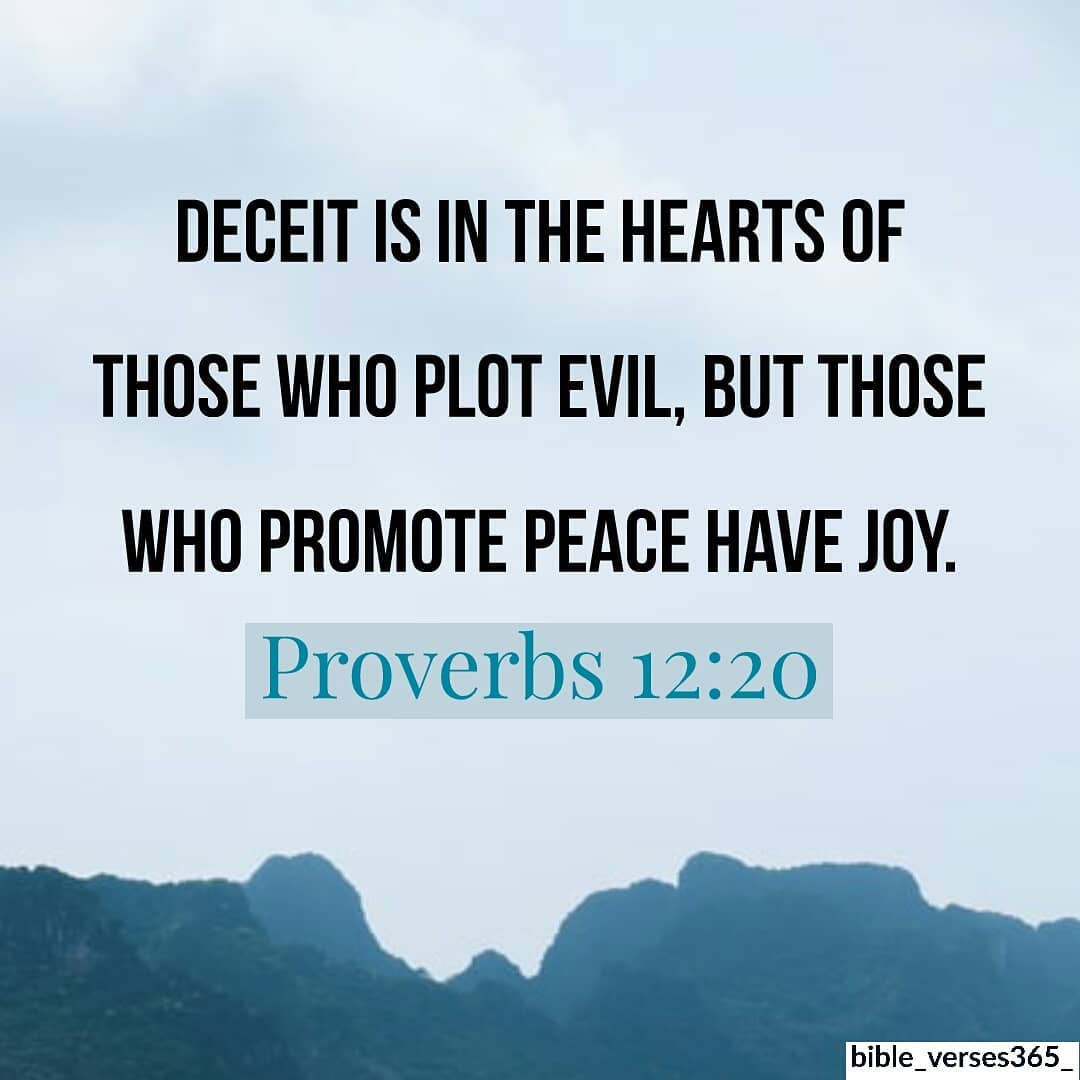 DECEIT IS IN THE HEARTS OF
THOSE WHO PLOT EVIL, BUT THOSE
WHO PROMOTE PEACE HAVE JOY.
Proverbs 12:20
bible_verses365_